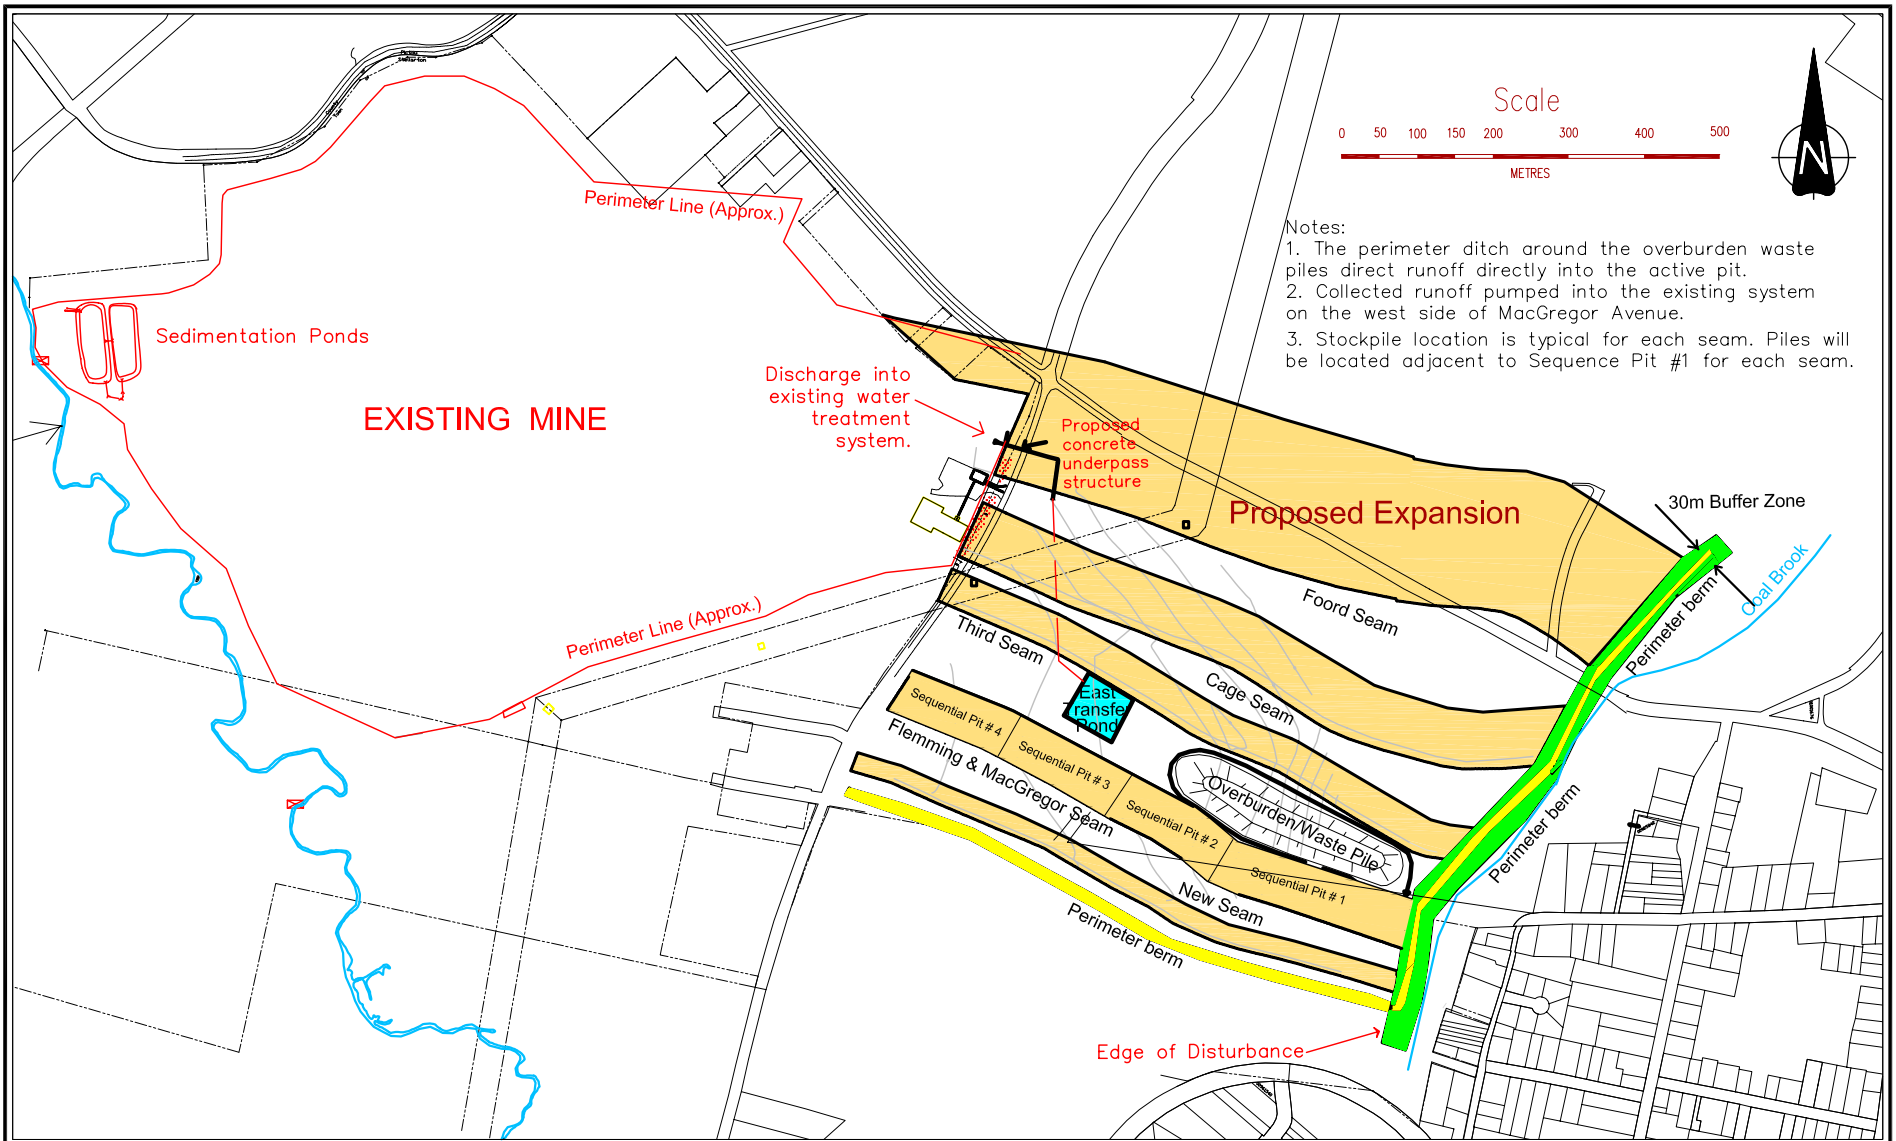 Scale
0 50 100 150 200 300 400 500
METRES
N
Notes:
1. The perimeter ditch around the overburden waste
piles direct runoff directly into the active pit.
2. Collected runoff pumped into the existing system
on the west side of MacGregor Avenue.
3. Stockpile location is typical for each seam. Piles will
be located adjacent to Sequence Pit #1 for each seam.
Stellarton
Perimeter Line (Approx.)
Sedimentation Ponds
EXISTING MINE
Discharge into
existing water
treatment
system.
Proposed
concrete
underpass
structure
Proposed Expansion
30m Buffer Zone
Coal Brook
Perimeter berm
Foord Seam
Perimeter Line (Approx.)
Third Seam
Cage Seam
East
Transfer
Pond
Sequential Pit # 4
Sequential Pit # 3
Sequential Pit # 2
Sequential Pit # 1
Flemming & MacGregor Seam
Overburden/Waste Pile
Perimeter berm
New Seam
Perimeter berm
Edge of Disturbance